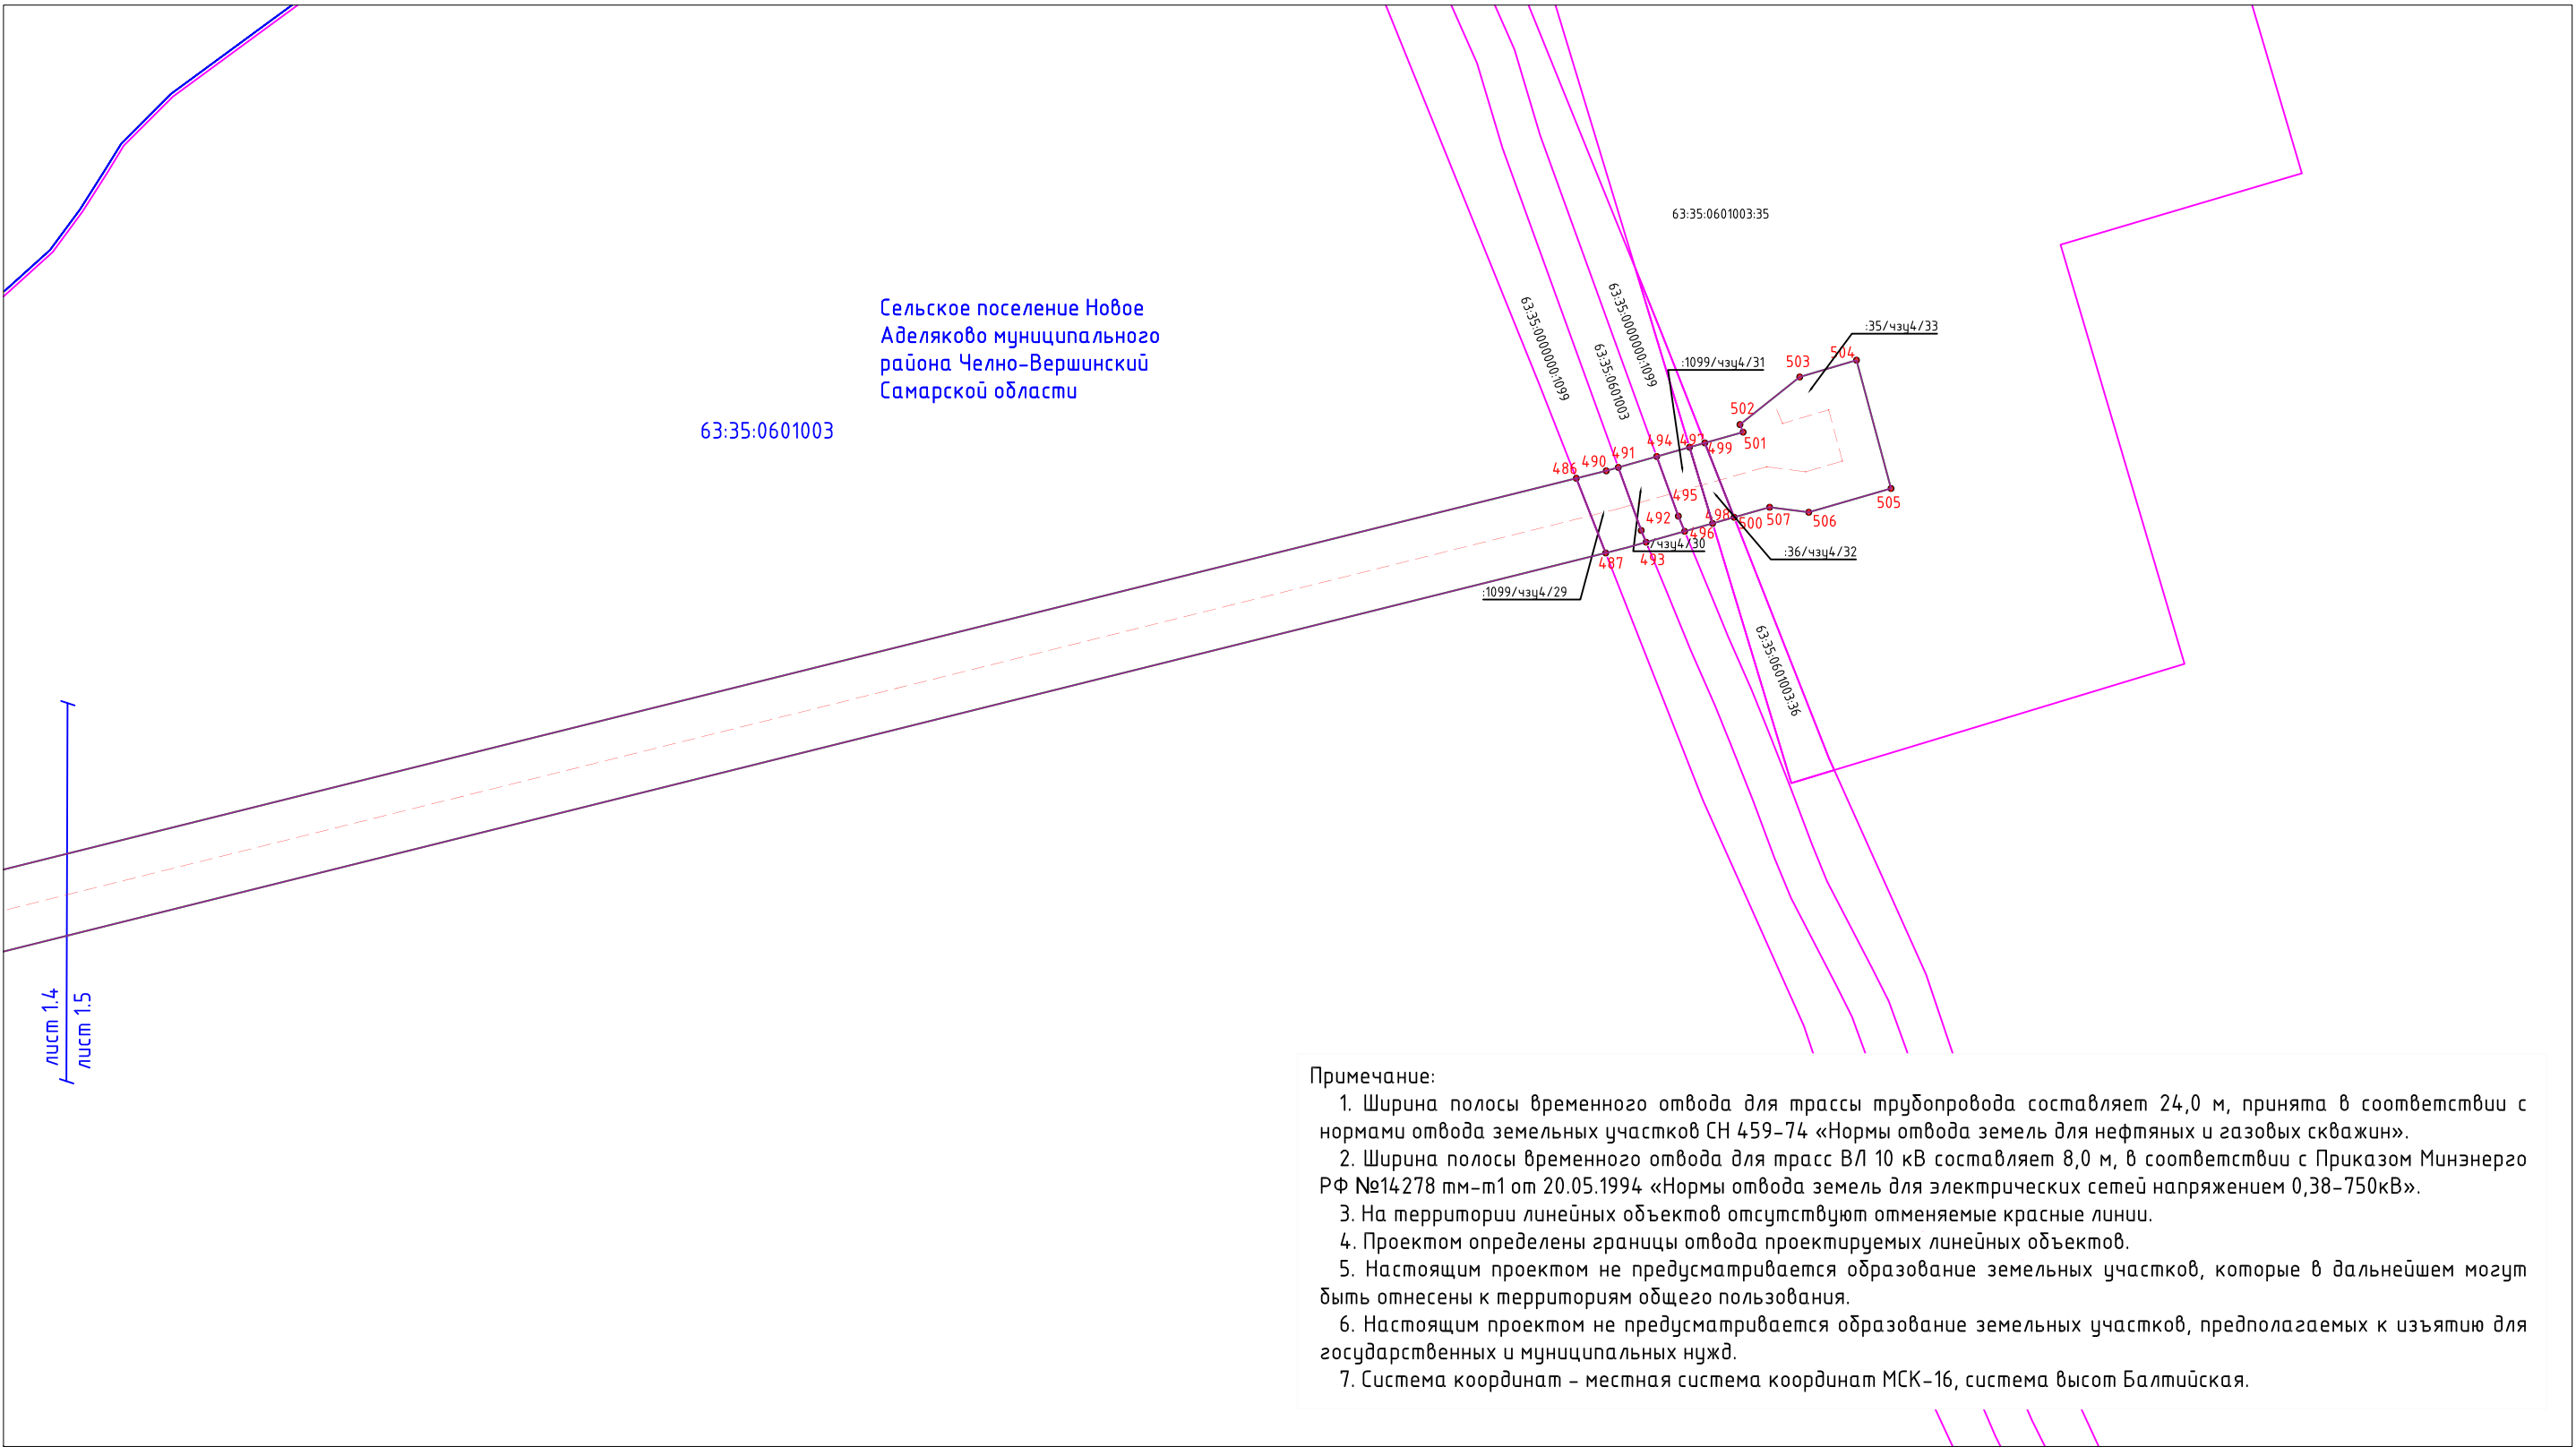 63:35:0601003:35
Сельское поселение Новое
Аделяково муниципального
района Челно-Вершинский
Самарской области
63:35:0601003
63:35:0000000:1099
63:35:0601003
63:35:0000000:1099
:1099/чзу4/31
:35/чзу4/33
503
504
502
501
486
490
491
494
497
499
495
492
498
496
500
507
506
505
487
493
/чзу4/30
:36/чзу4/32
:1099/чзу4/29
63:35:0601003:36
лист 1.4
лист 1.5
Примечание:
1. Ширина полосы временного отвода для трассы трубопровода составляет 24,0 м, принята в соответствии с
нормами отвода земельных участков СН 459-74 «Нормы отвода земель для нефтяных и газовых скважин».
2. Ширина полосы временного отвода для трасс ВЛ 10 кВ составляет 8,0 м, в соответствии с Приказом Минэнерго
РФ №14278 тм-т1 от 20.05.1994 «Нормы отвода земель для электрических сетей напряжением 0,38-750кВ».
3. На территории линейных объектов отсутствуют отменяемые красные линии.
4. Проектом определены границы отвода проектируемых линейных объектов.
5. Настоящим проектом не предусматривается образование земельных участков, которые в дальнейшем могут
быть отнесены к территориям общего пользования.
6. Настоящим проектом не предусматривается образование земельных участков, предполагаемых к изъятию для
государственных и муниципальных нужд.
7. Система координат - местная система координат МСК-16, система высот Балтийская.